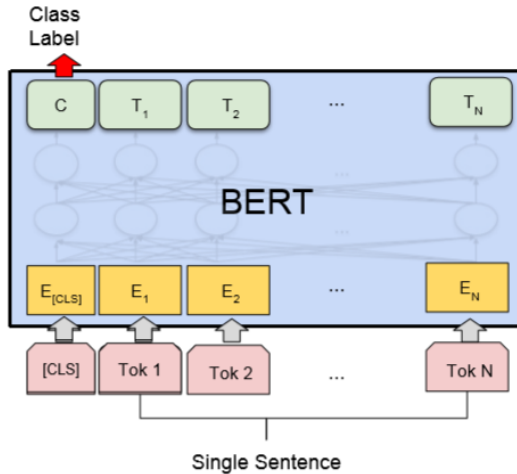 Class
Label
C T1 T2 ... TN
...
BERT
...
E[CLS] E1 E2 ... EN
[CLS] Tok 1 Tok 2 ... Tok N
Single Sentence